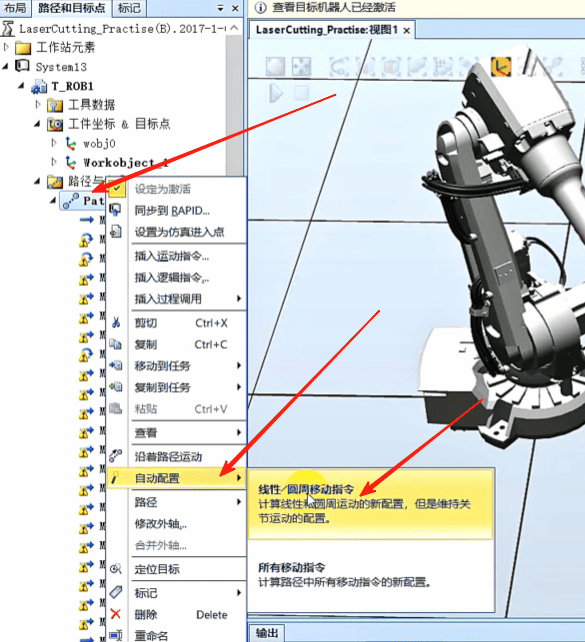 布局 路径和目标点 标记
LaserCutting_Practise(B).2017-1-
工作站元素
System13
T_ROB1
工具数据
工件坐标 & 目标点
wobj0
Workobject_1
路径与
Pat
设定为激活
同步到 RAPID...
设置为仿真进入点
插入运动指令...
插入逻辑指令...
插入过程调用
剪切 Ctrl+X
复制 Ctrl+C
移动到任务
复制到任务
粘贴 Ctrl+V
查看
沿着路径运动
自动配置
路径
修改外轴...
合并外轴...
定位目标
标记
删除 Delete
重命名
线性/圆周移动指令
计算线性和圆周运动的新配置，但是维持关
节运动的配置。
所有移动指令
计算路径中所有移动指令的新配置。
查看目标机器人已经激活
LaserCutting_Practise:视图1
输出